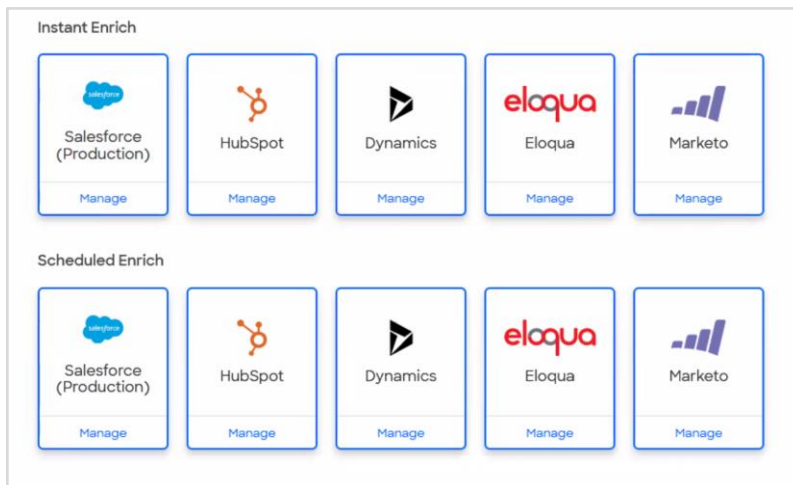 Instant Enrich
salesforce
Salesforce
(Production)
Manage
HubSpot
Manage
Dynamics
Manage
eloqua
Eloqua
Manage
Marketo
Manage
Scheduled Enrich
salesforce
Salesforce
(Production)
Manage
HubSpot
Manage
Dynamics
Manage
eloqua
Eloqua
Manage
Marketo
Manage